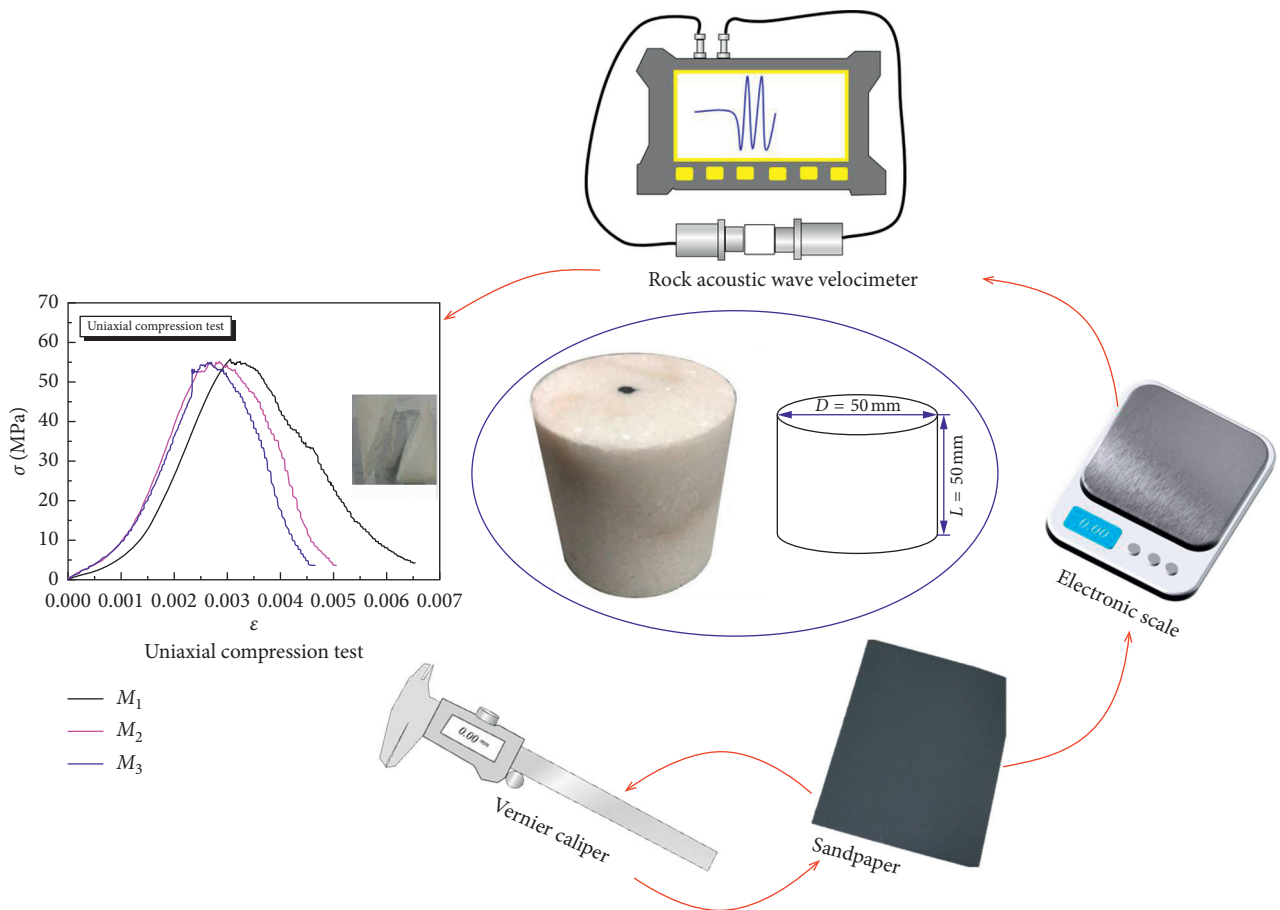 Rock acoustic wave velocimeter
70
60
50
40
30
20
10
0
σ (MPa)
Uniaxial compression test
0.000 0.001 0.002 0.003 0.004 0.005 0.006 0.007
ε
Uniaxial compression test
M1
M2
M3
D = 50 mm
L = 50 mm
0.00
Electronic scale
0.00 mm
Vernier caliper
Sandpaper